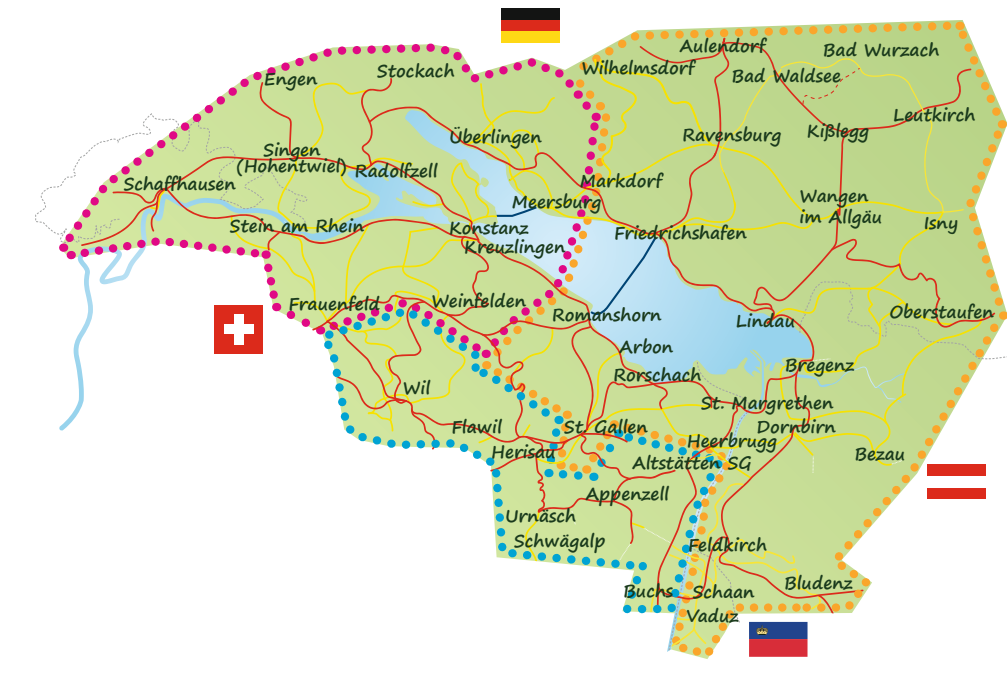 Aulendorf
Bad Wurzach
Wilhelmsdorf
Stockach
Engen
Bad Waldsee
Leutkirch
Kißlegg
Ravensburg
Überlingen
Singen
(Hohentwiel)
Radolfzell
Markdorf
Schaffhausen
Meersburg
Wangen
im Allgäu
Isny
Stein am Rhein
Konstanz
Friedrichshafen
Kreuzlingen
Frauenfeld
Weinfelden
Romanshorn
Oberstaufen
Lindau
Arbon
Bregenz
Rorschach
Wil
St. Margrethen
Flawil
St. Gallen
Dornbirn
Heerbrugg
Herisau
Altstätten SG
Bezau
Appenzell
Urnäsch
Schwägalp
Feldkirch
Bludenz
Buchs
Schaan
Vaduz